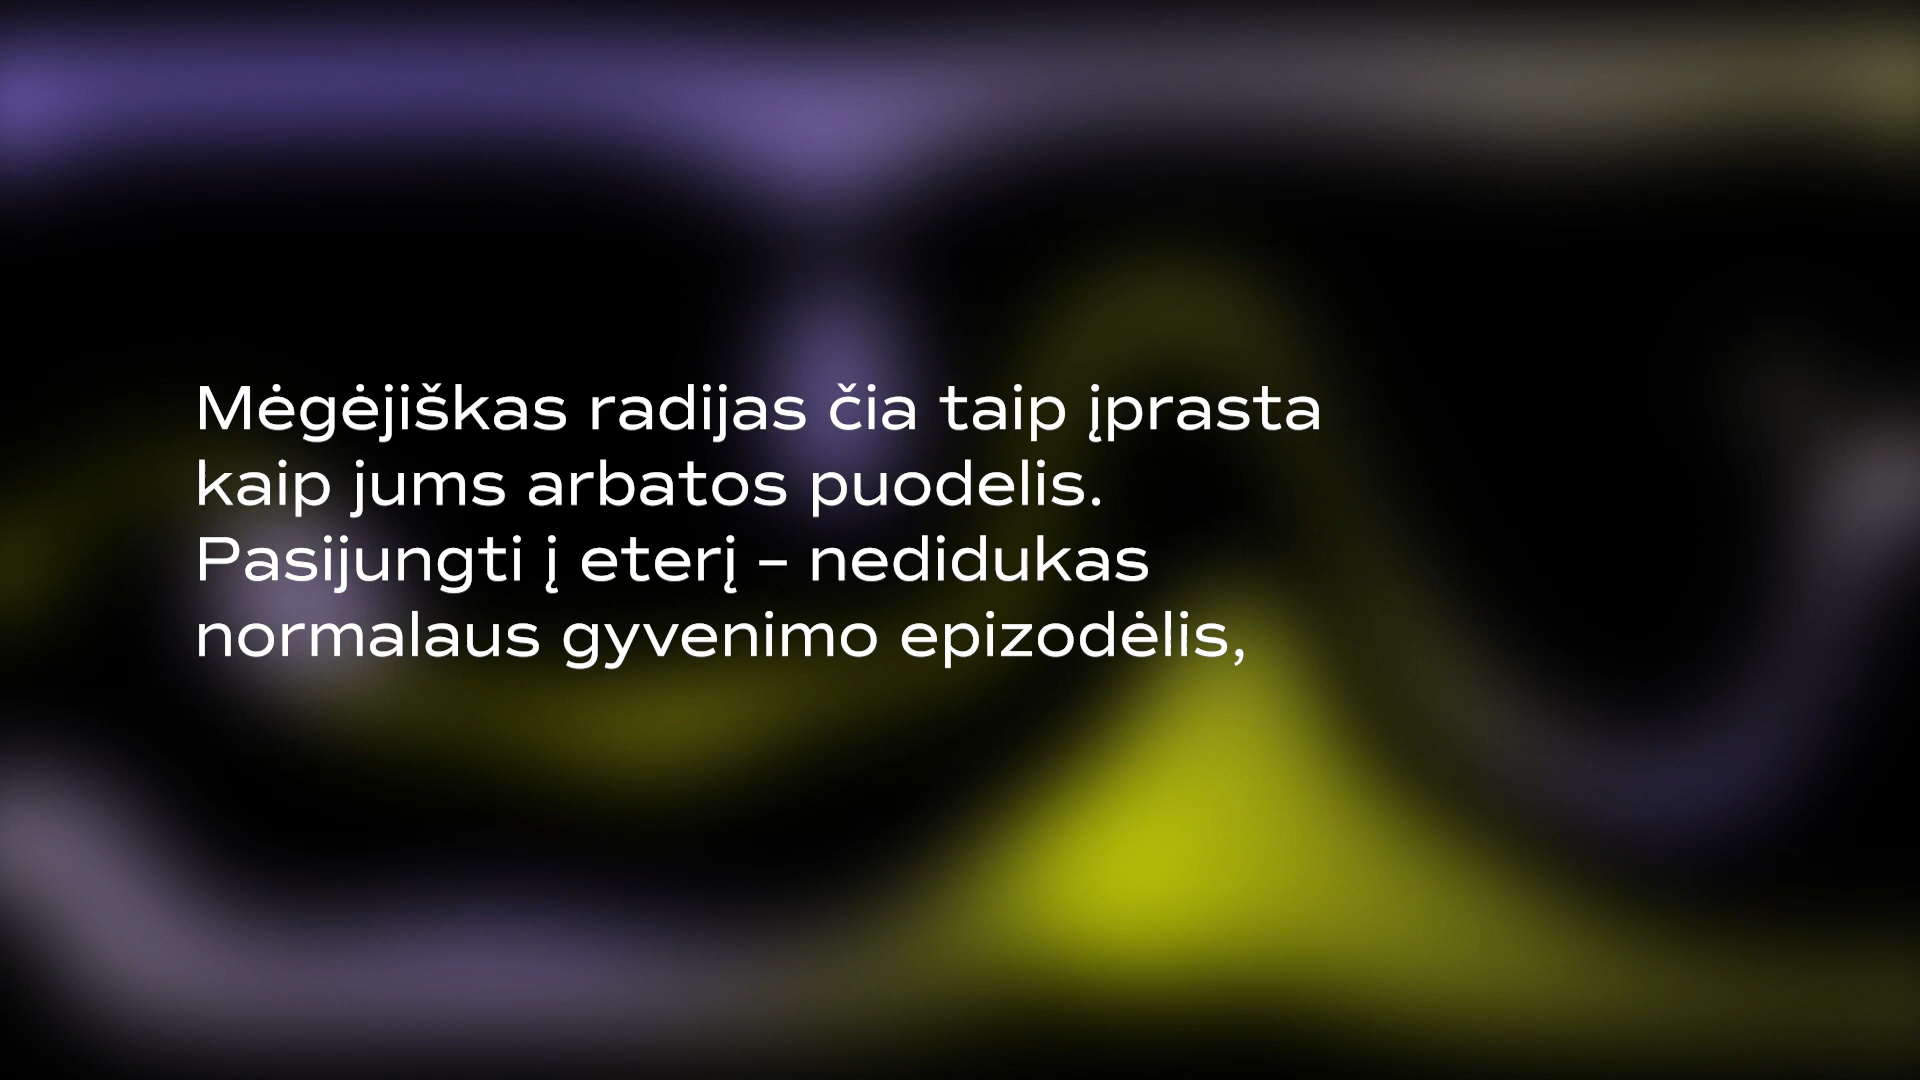 Mėgėjiškas radijas čia taip įprasta
kaip jums arbatos puodelis.
Pasijungti į eterį – nedidukas
normalaus gyvenimo epizodėlis,